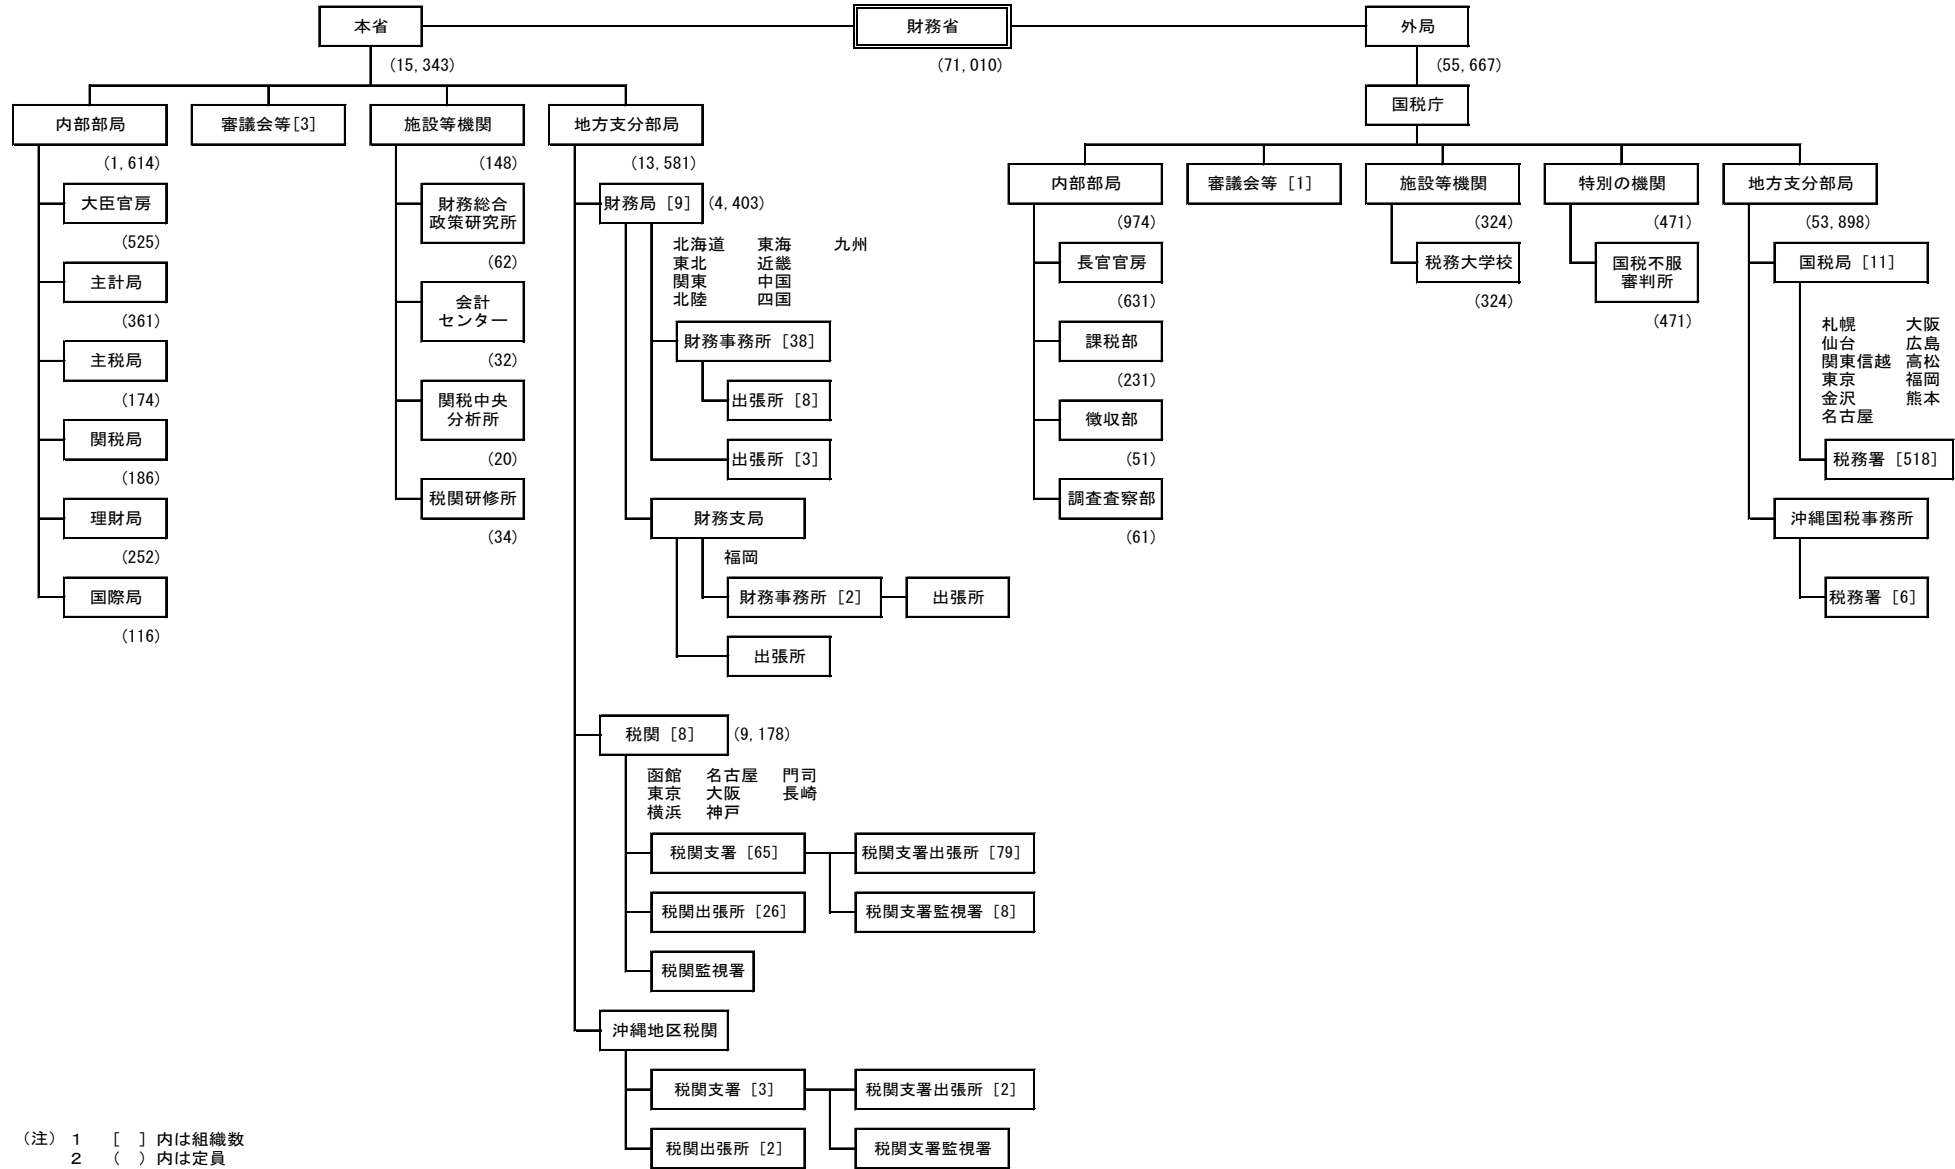 本省
財務省
外局
(15,343)
(71,010)
(55,667)
国税庁
内部部局
審議会等[3]
施設等機関
地方支分部局
(1,614)
(148)
(13,581)
大臣官房
(525)
主計局
(361)
主税局
(174)
関税局
(186)
理財局
(252)
国際局
(116)
財務総合
政策研究所
(62)
会計
センター
(32)
関税中央
分析所
(20)
税関研修所
(34)
財務局 [9] (4,403)
北海道 東海 九州
東北 近畿
関東 中国
北陸 四国
財務事務所 [38]
出張所 [8]
出張所 [3]
財務支局
福岡
財務事務所 [2]
出張所
出張所
税関 [8] (9,178)
函館 名古屋 門司
東京 大阪 長崎
横浜 神戸
税関支署 [65]
税関支署出張所 [79]
税関出張所 [26]
税関支署監視署 [8]
税関監視署
沖縄地区税関
税関支署 [3]
税関支署出張所 [2]
税関出張所 [2]
税関支署監視署
内部部局
審議会等 [1]
施設等機関
特別の機関
地方支分部局
(974)
(324)
(471)
(53,898)
長官官房
(631)
課税部
(231)
徴収部
(51)
調査査察部
(61)
税務大学校
(324)
国税不服
審判所
(471)
国税局 [11]
札幌 大阪
仙台 広島
関東信越 高松
東京 福岡
金沢 熊本
名古屋
税務署 [518]
沖縄国税事務所
税務署 [6]
(注) 1 [ ] 内は組織数
2 ( ) 内は定員